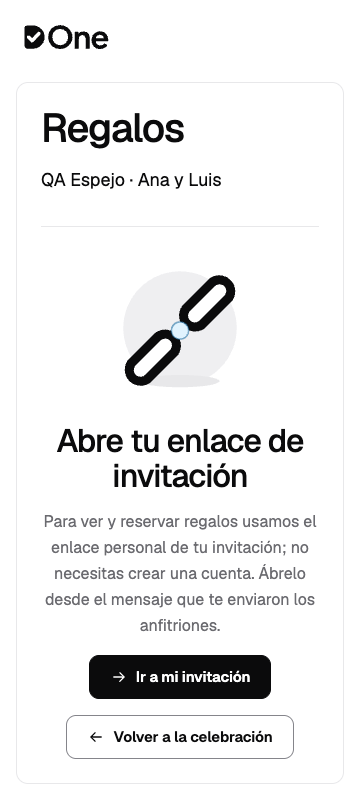 One
Regalos
QA Espejo · Ana y Luis
Abre tu enlace de
invitación
Para ver y reservar regalos usamos el
enlace personal de tu invitación; no
necesitas crear una cuenta. Ábrelo
desde el mensaje que te enviaron los
anfitriones.
→ Ir a mi invitación
← Volver a la celebración